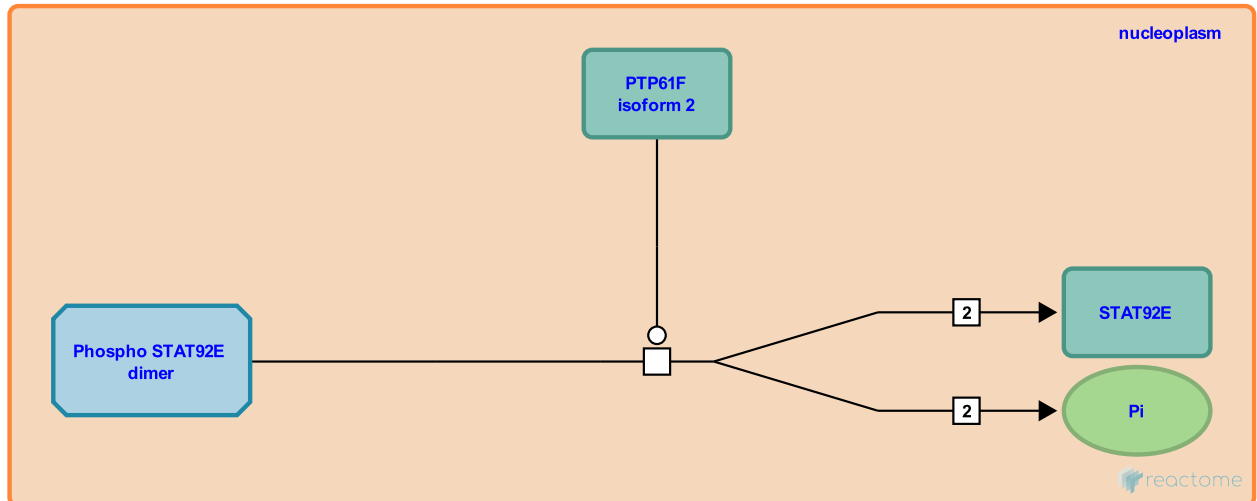 nucleoplasm
PTP61F
isoform 2
2
STAT92E
Phospho STAT92E
dimer
2
Pi
reactome